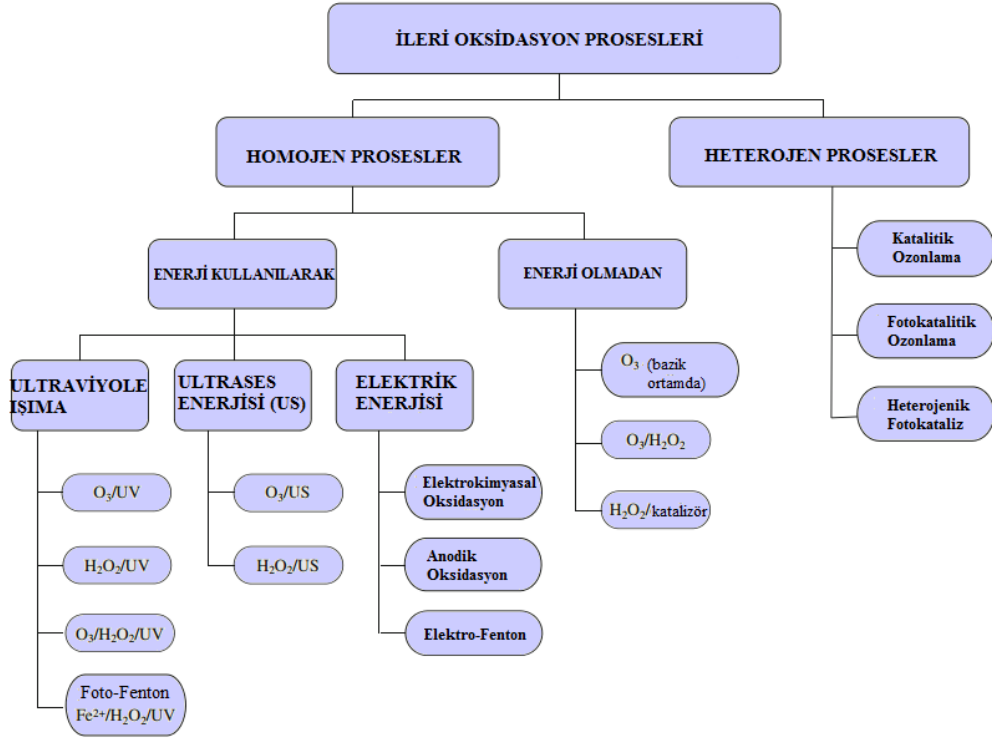 İLERİ OKSİDASYON PROSESLERİ
HOMOJEN PROSESLER
HETEROJEN PROSESLER
ENERJİ KULLANILARAK
ENERJİ OLMADAN
Katalitik
Ozonlama
Fotokatalitik
Ozonlama
Heterojenik
Fotokataliz
ULTRAVİYOLE
IŞIMA
ULTRASES
ENERJİSİ (US)
ELEKTRİK
ENERJİSİ
O₃ (bazik
ortamda)
O₃/H₂O₂
H₂O₂/katalizör
O₃/UV
H₂O₂/UV
O₃/H₂O₂/UV
Foto-Fenton
Fe²⁺/H₂O₂/UV
O₃/US
H₂O₂/US
Elektrokimyasal
Oksidasyon
Anodik
Oksidasyon
Elektro-Fenton